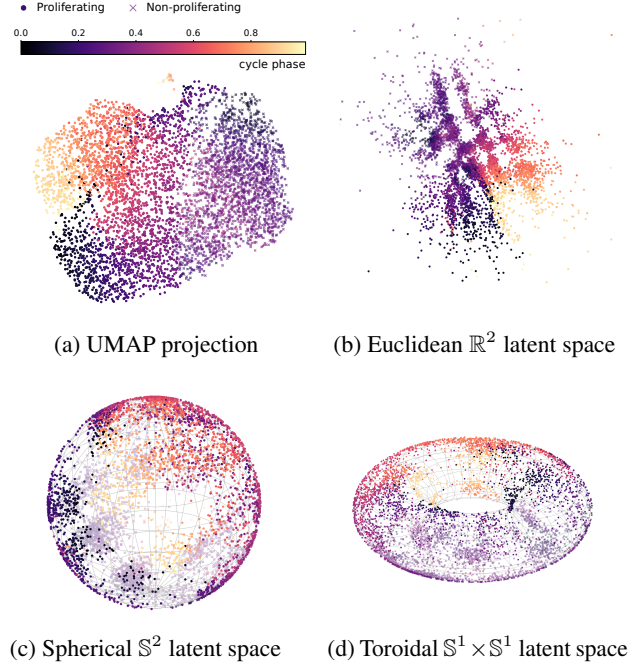 ● Proliferating × Non-proliferating
0.0 0.2 0.4 0.6 0.8
cycle phase
(a) UMAP projection
(b) Euclidean ℝ² latent space
(c) Spherical 𝕊² latent space
(d) Toroidal 𝕊¹×𝕊¹ latent space